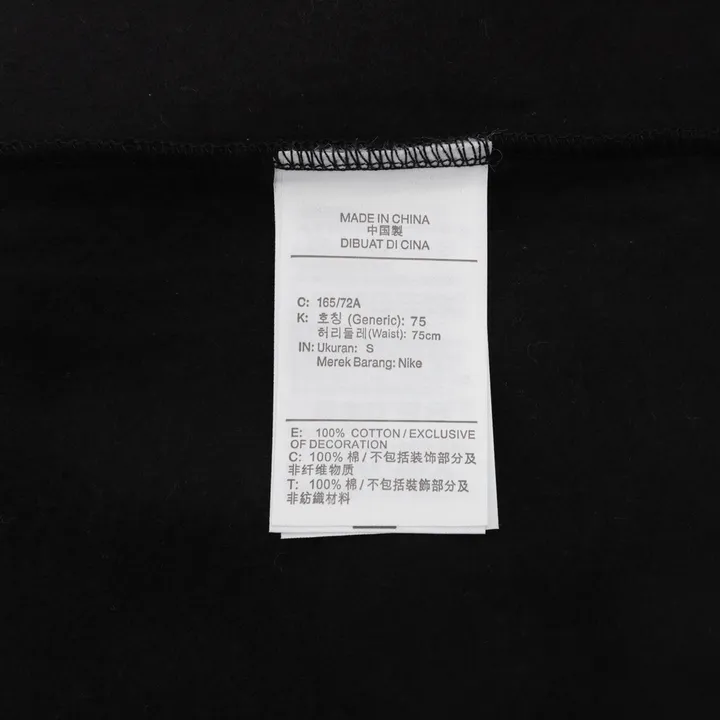 MADE IN CHINA
中国製
DIBUAT DI CINA
C: 165/72A
K: 호칭 (Generic): 75
허리둘레(Waist): 75cm
IN: Ukuran: S
Merek Barang: Nike
E: 100% COTTON / EXCLUSIVE
OF DECORATION
C: 100% 棉 / 不包括装饰部分及
非纤维物质
T: 100% 棉 / 不包括裝飾部分及
非紡織材料